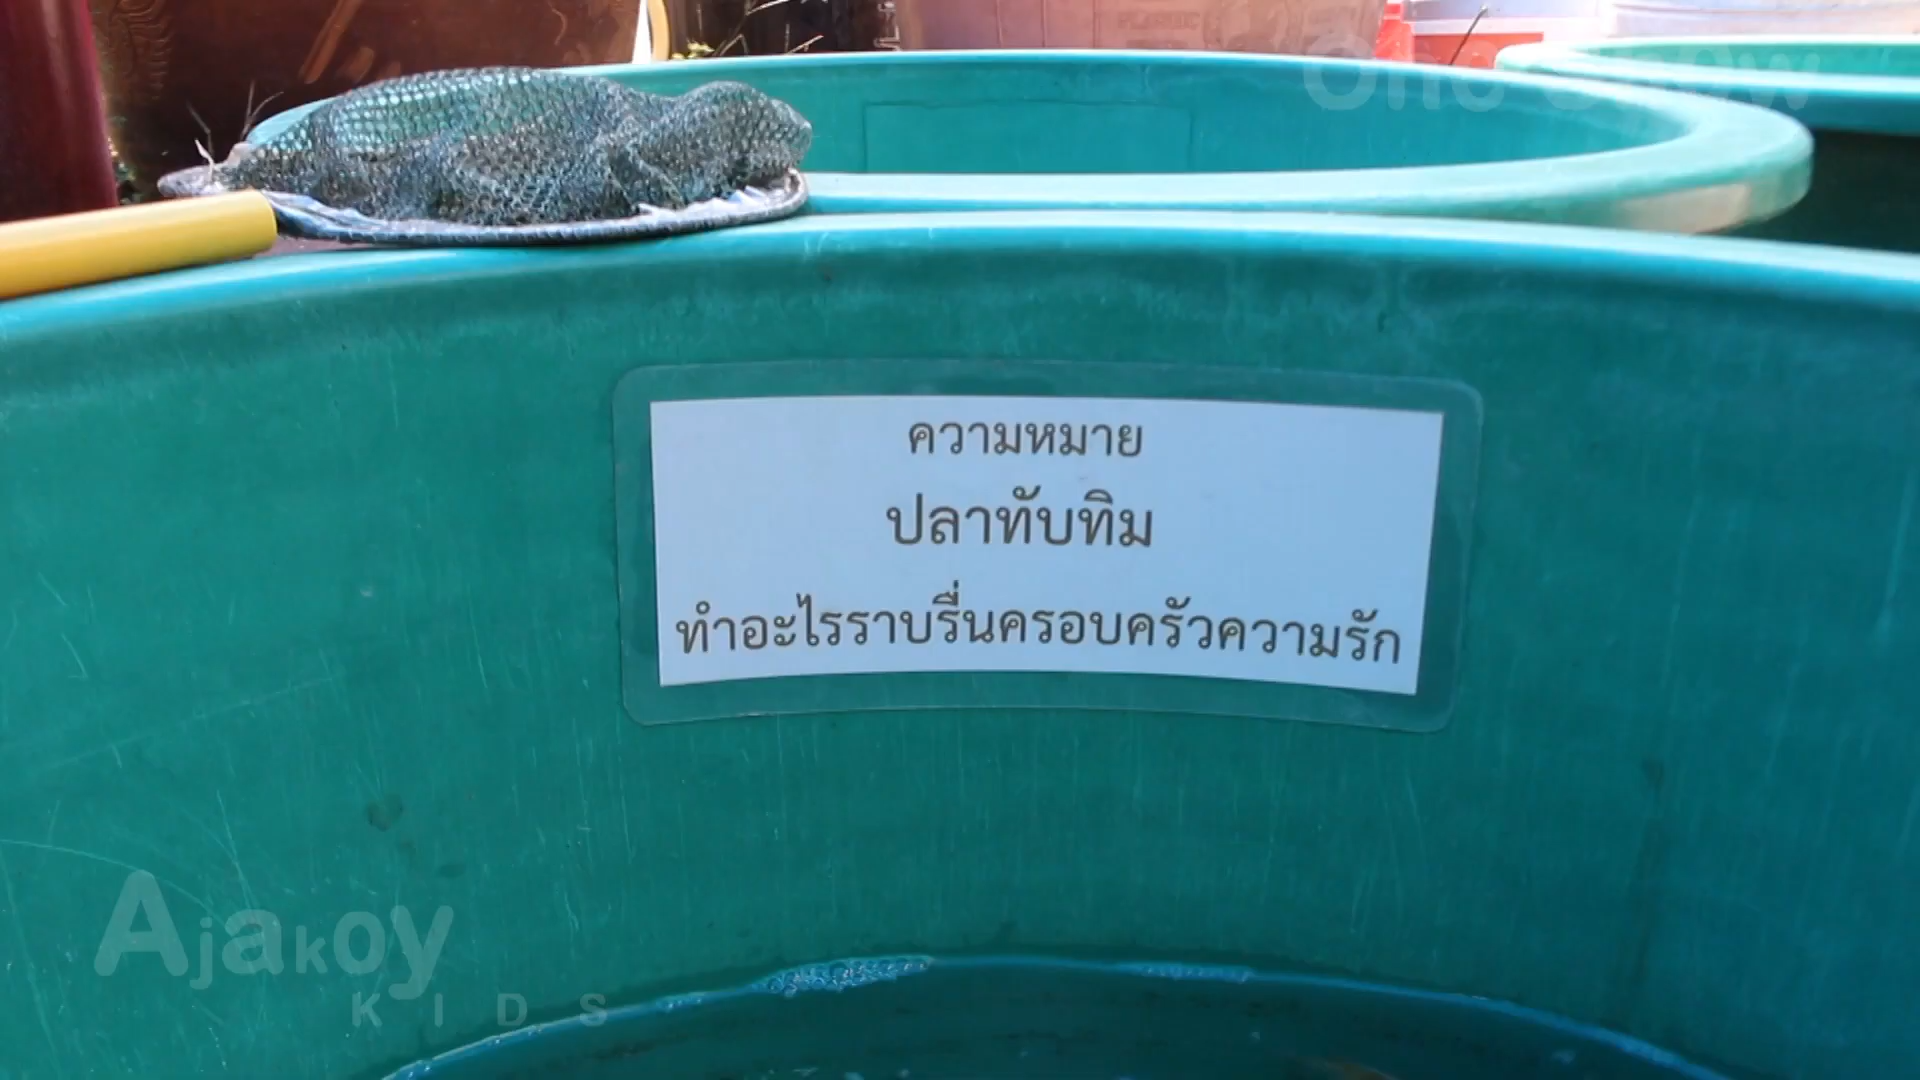 One Sh0w
ความหมาย
ปลาทับทิม
ทำอะไรราบรื่นครอบครัวความรัก
Ajakoy
KIDS